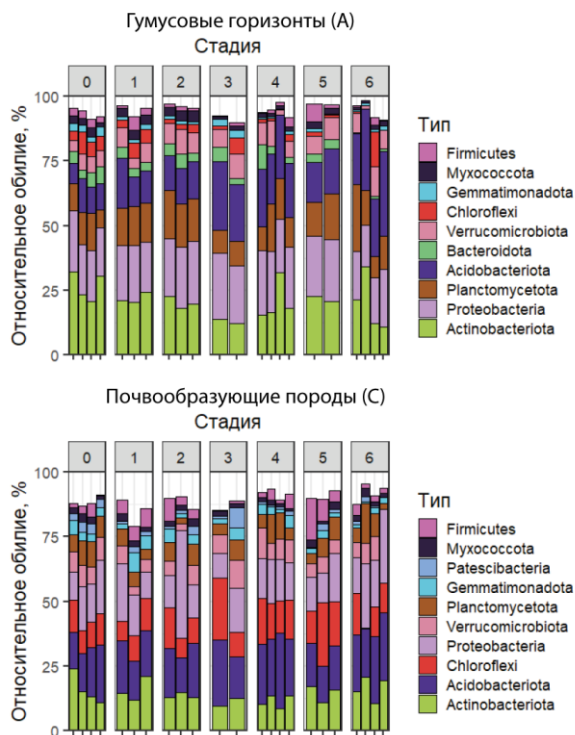 Гумусовые горизонты (А)
Стадия
0 1 2 3 4 5 6
Относительное обилие, %
100
75
50
25
0
Тип
Firmicutes
Myxococcota
Gemmatimonadota
Chloroflexi
Verrucomicrobiota
Bacteroidota
Acidobacteriota
Planctomycetota
Proteobacteria
Actinobacteriota
Почвообразующие породы (С)
Стадия
0 1 2 3 4 5 6
Относительное обилие, %
100
75
50
25
0
Тип
Firmicutes
Myxococcota
Patescibacteria
Gemmatimonadota
Planctomycetota
Verrucomicrobiota
Proteobacteria
Chloroflexi
Acidobacteriota
Actinobacteriota